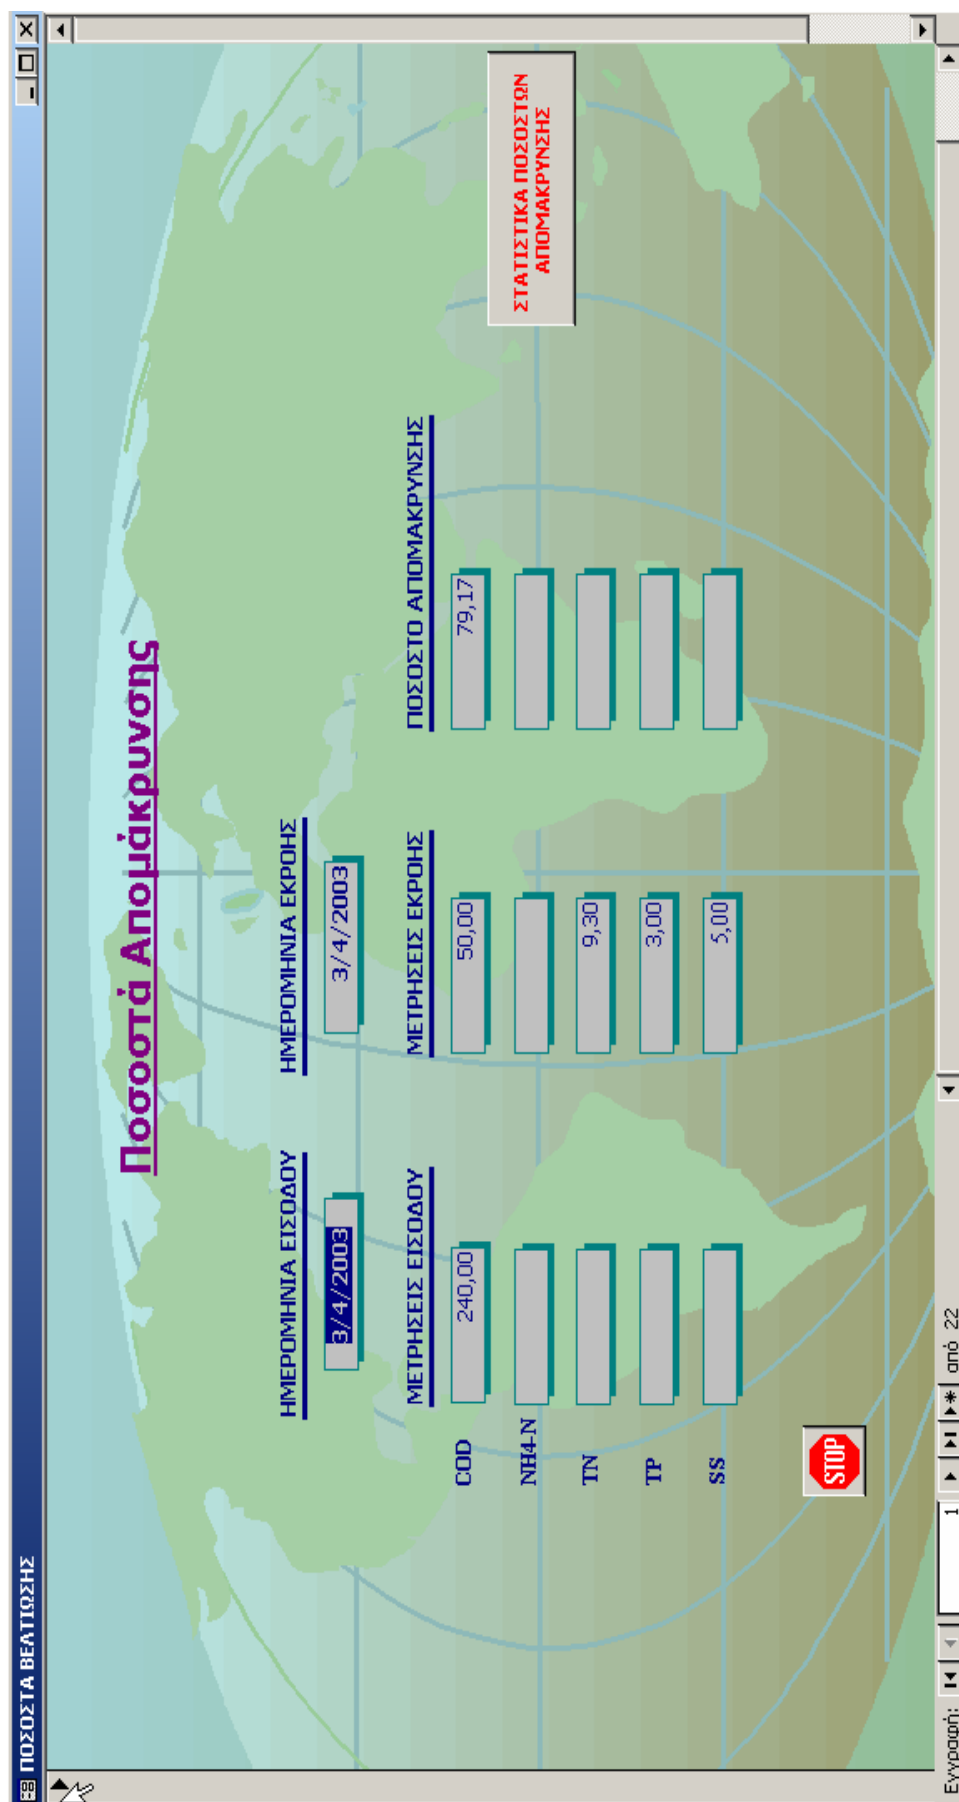 ΠΟΣΟΣΤΑ ΒΕΛΤΙΩΣΗΣ
Ποσοστά Απομάκρυνσης
ΗΜΕΡΟΜΗΝΙΑ ΕΙΣΟΔΟΥ ΗΜΕΡΟΜΗΝΙΑ ΕΚΡΟΗΣ
3/4/2003 3/4/2003
ΜΕΤΡΗΣΕΙΣ ΕΙΣΟΔΟΥ ΜΕΤΡΗΣΕΙΣ ΕΚΡΟΗΣ ΠΟΣΟΣΤΟ ΑΠΟΜΑΚΡΥΝΣΗΣ
COD 240,00 50,00 79,17
NH4-N
TN 9,30
TP 3,00
SS 5,00
ΣΤΑΤΙΣΤΙΚΑ ΠΟΣΟΣΤΩΝ
ΑΠΟΜΑΚΡΥΝΣΗΣ
STOP
Εγγραφή: 1 από 22